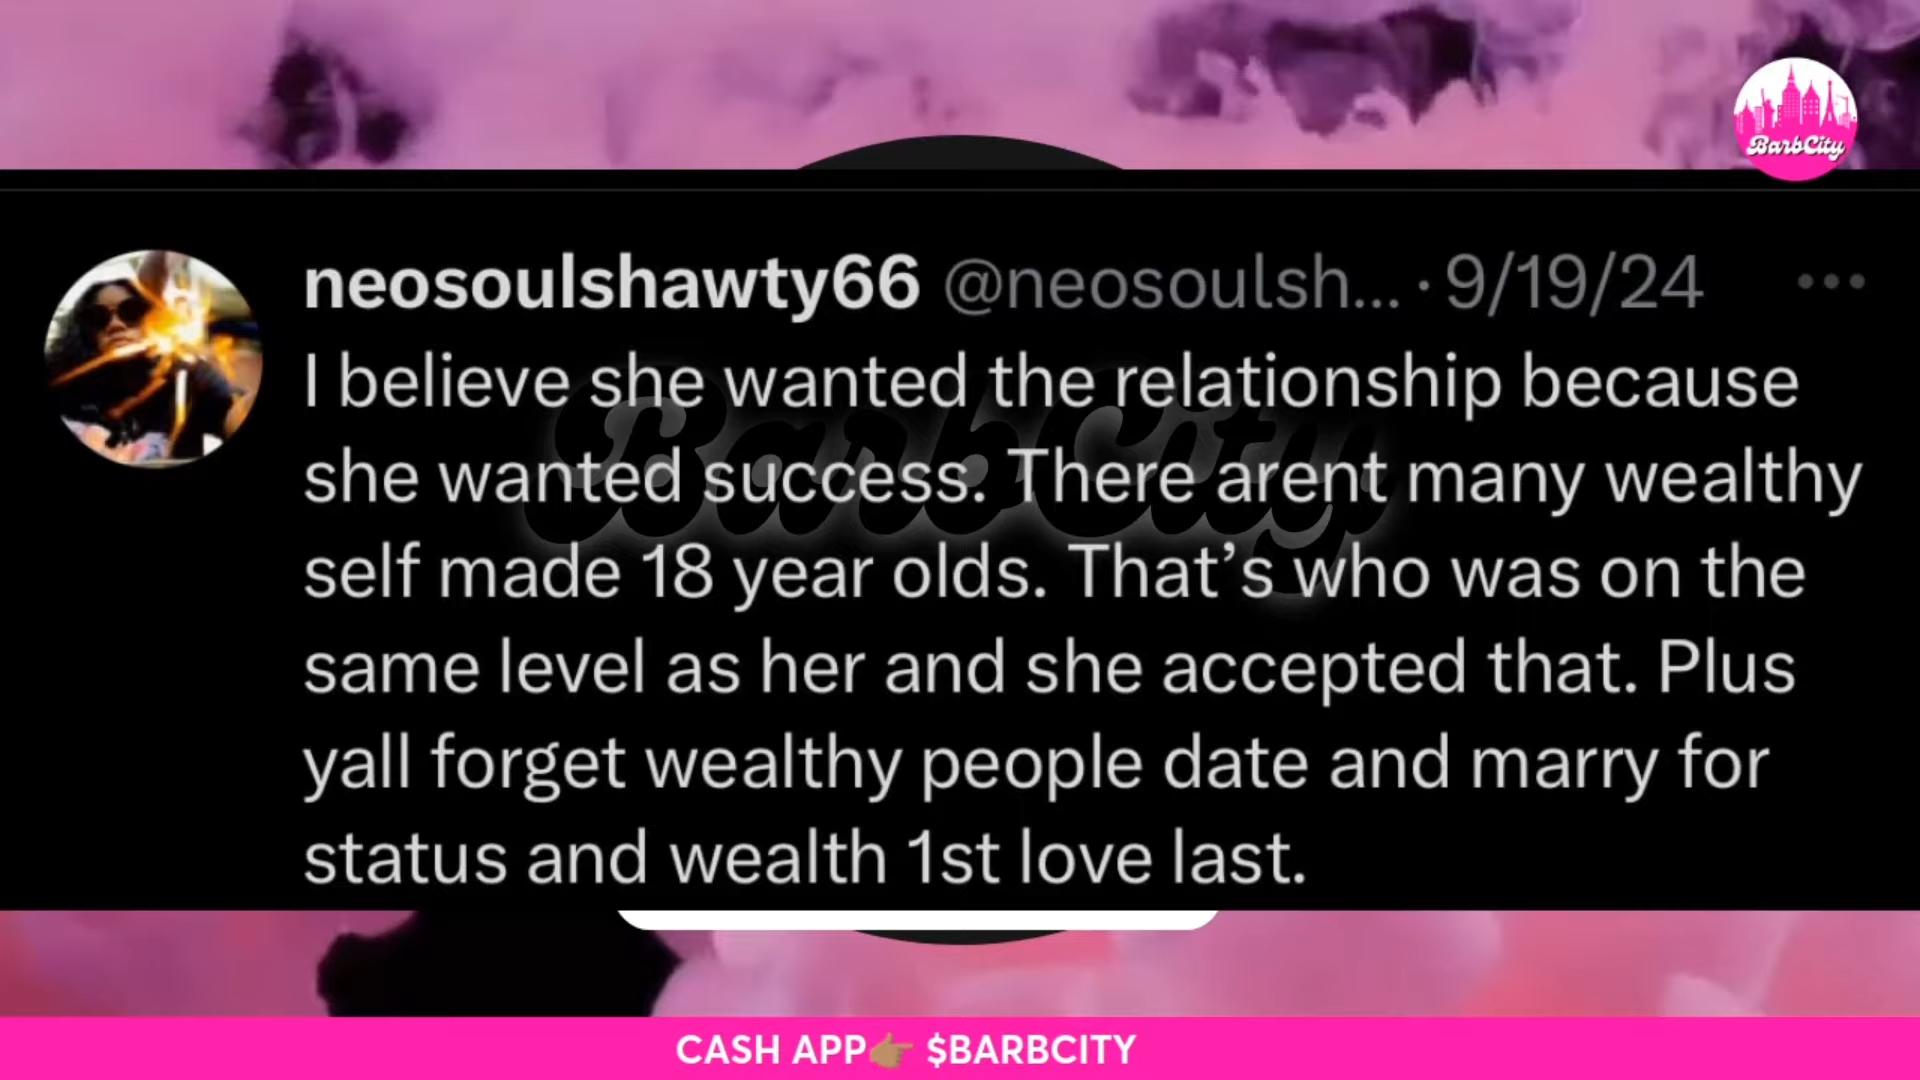 BarbCity
neosoulshawty66 @neosoulsh... · 9/19/24
I believe she wanted the relationship because
she wanted success. There arent many wealthy
self made 18 year olds. That’s who was on the
same level as her and she accepted that. Plus
yall forget wealthy people date and marry for
status and wealth 1st love last.
BarbCity
CASH APP👉🏽 $BARBCITY